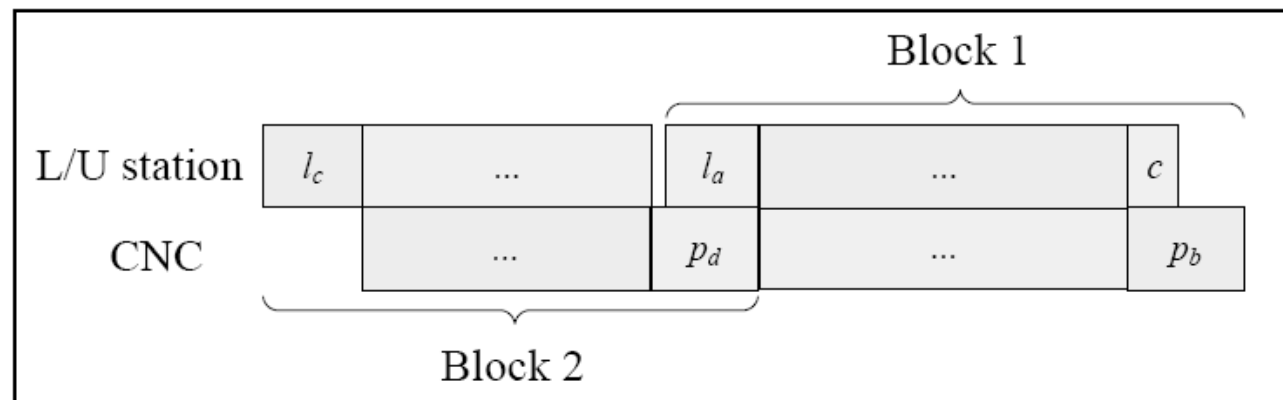 Block 1
L/U station l_c ... l_a ... c
CNC ... p_d ... p_b
Block 2